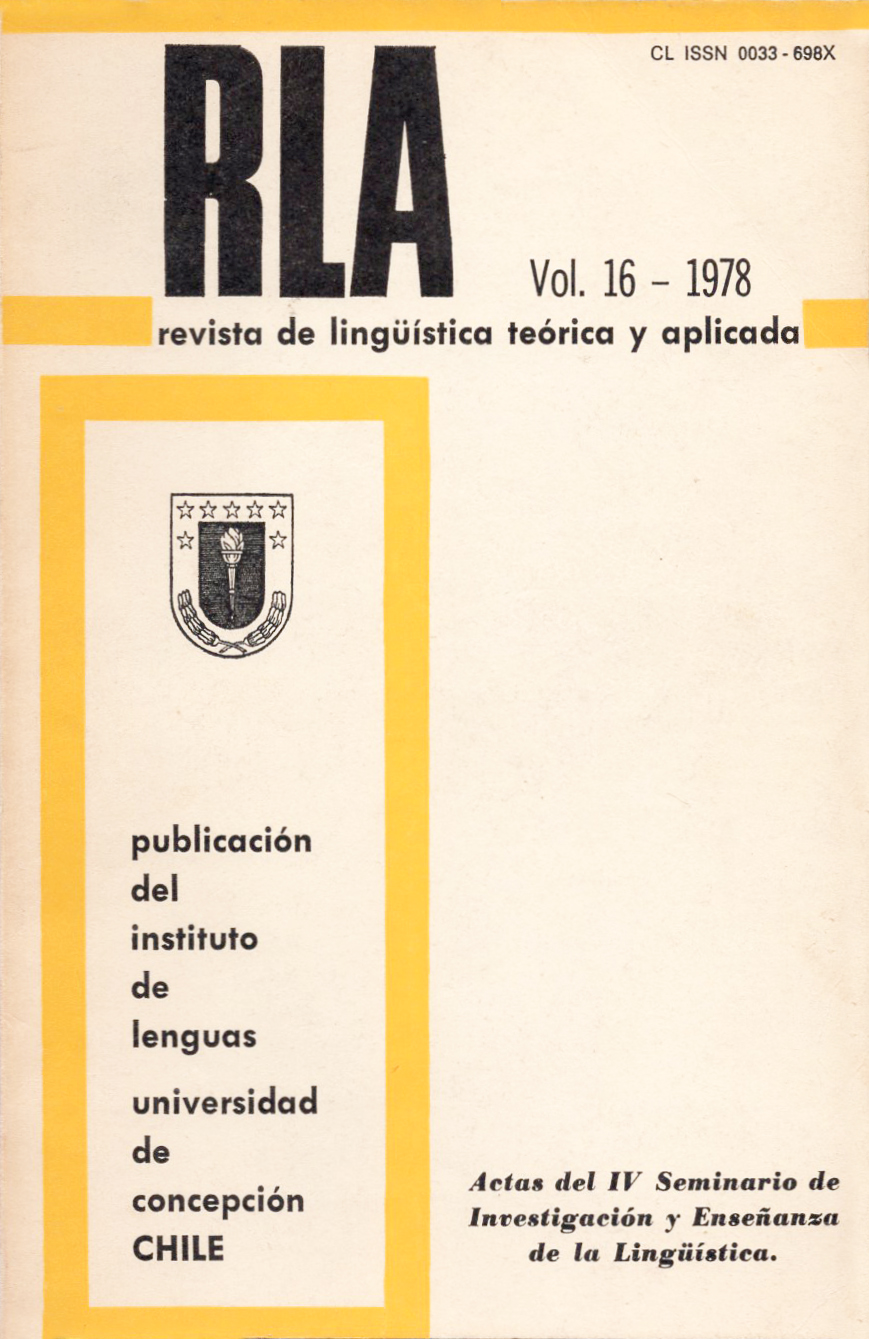 CL ISSN 0033 - 698X
RLA
Vol. 16 – 1978
revista de lingüística teórica y aplicada
publicación
del
instituto
de
lenguas
universidad
de
concepción
CHILE
Actas del IV Seminario de
Investigación y Enseñanza
de la Lingüística.